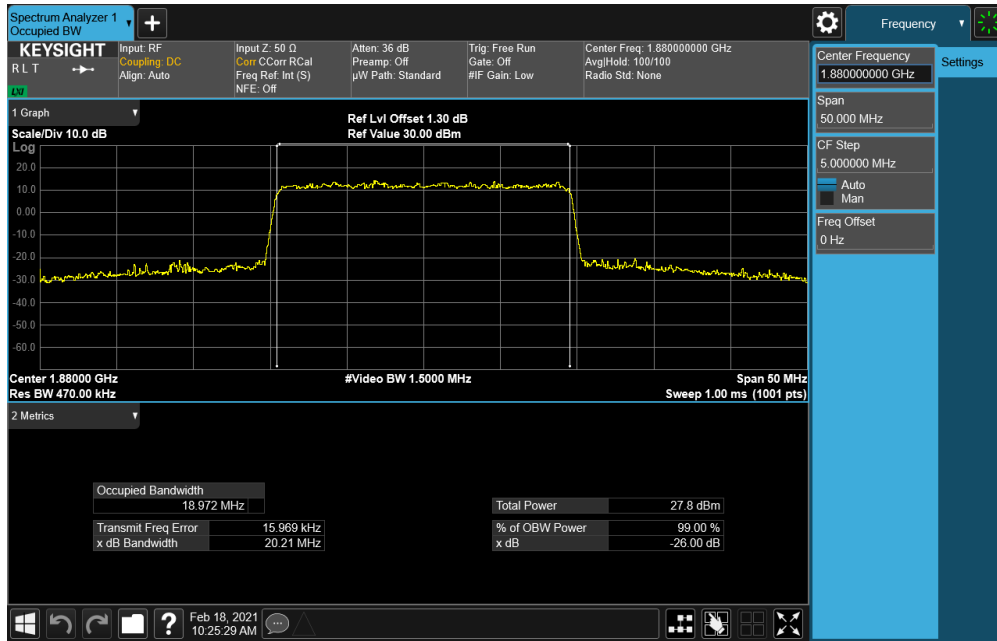 Spectrum Analyzer 1
Occupied BW
+
Frequency
KEYSIGHT
RLT
LXI
Input: RF
Coupling: DC
Align: Auto
Input Z: 50 Ω
Corr CCorr RCal
Freq Ref: Int (S)
NFE: Off
Atten: 36 dB
Preamp: Off
µW Path: Standard
Trig: Free Run
Gate: Off
#IF Gain: Low
Center Freq: 1.880000000 GHz
Avg|Hold: 100/100
Radio Std: None
Center Frequency
1.880000000 GHz
Settings
Span
50.000 MHz
CF Step
5.000000 MHz
Auto
Man
Freq Offset
0 Hz
1 Graph
Scale/Div 10.0 dB
Ref Lvl Offset 1.30 dB
Ref Value 30.00 dBm
Log
20.0
10.0
0.00
-10.0
-20.0
-30.0
-40.0
-50.0
-60.0
Center 1.88000 GHz
#Video BW 1.5000 MHz
Span 50 MHz
Res BW 470.00 kHz
Sweep 1.00 ms (1001 pts)
2 Metrics
Occupied Bandwidth
18.972 MHz
Total Power 27.8 dBm
Transmit Freq Error 15.969 kHz
% of OBW Power 99.00 %
x dB Bandwidth 20.21 MHz
x dB -26.00 dB
?
Feb 18, 2021
10:25:29 AM